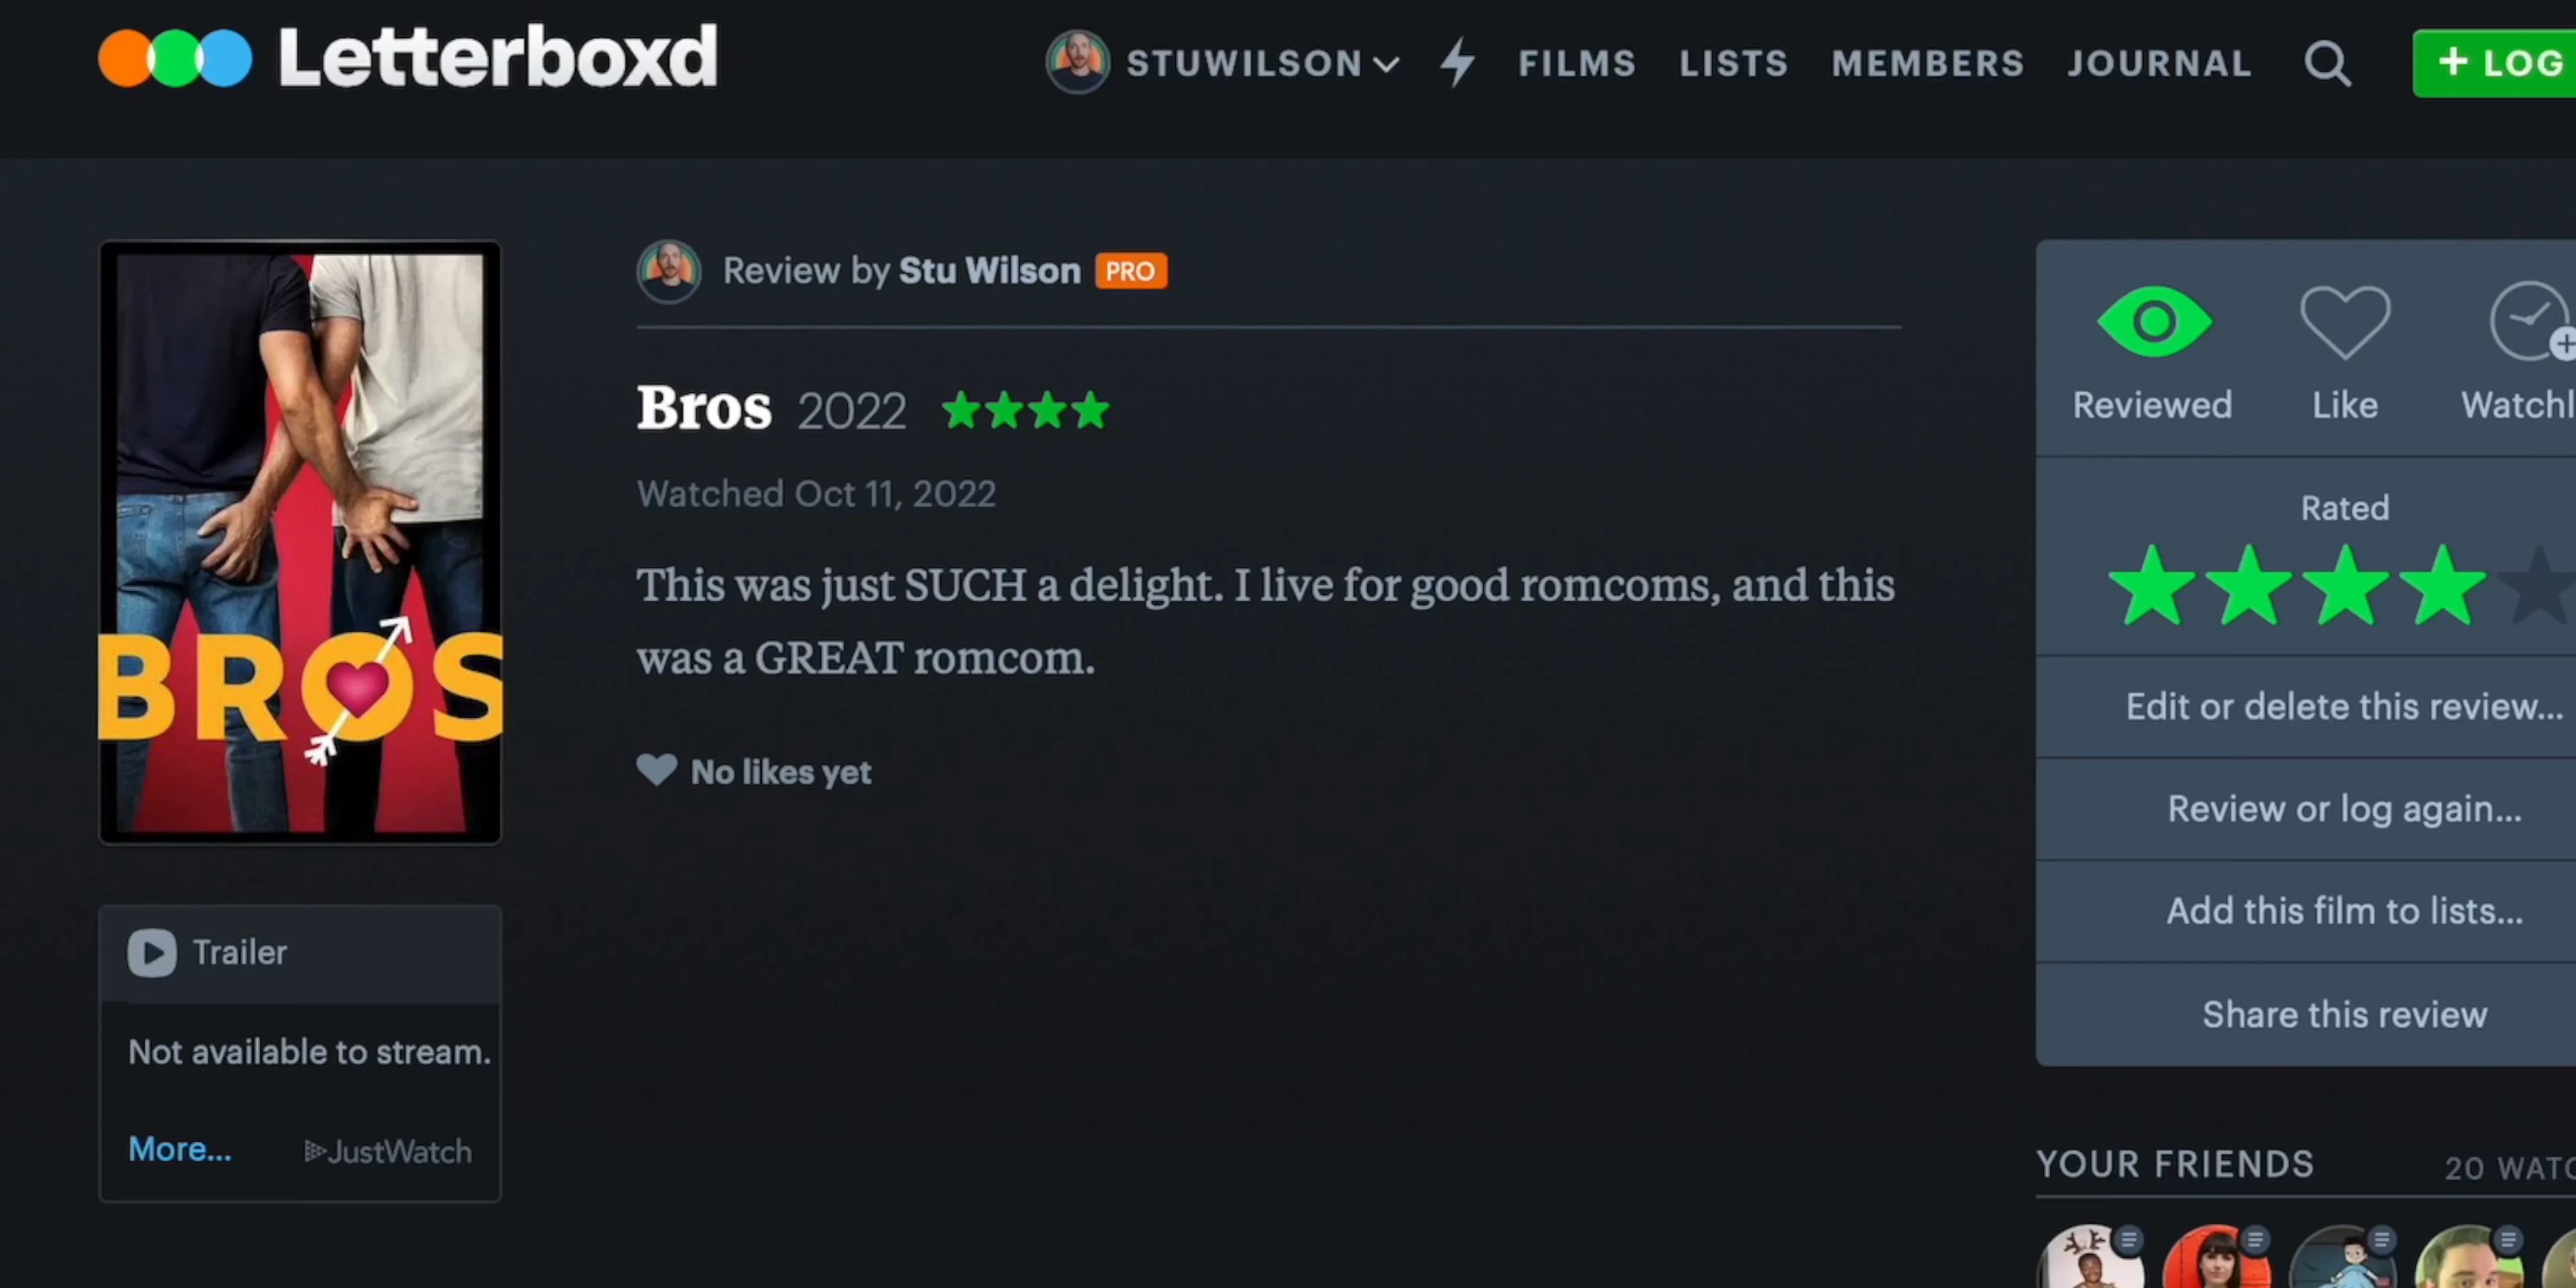 Letterboxd
STUWILSON
FILMS
LISTS
MEMBERS
JOURNAL
+ LOG
Review by Stu Wilson PRO
Bros 2022
Watched Oct 11, 2022
This was just SUCH a delight. I live for good romcoms, and this
was a GREAT romcom.
No likes yet
BROS
Trailer
Not available to stream.
More...
JustWatch
Reviewed
Like
Watchl
Rated
Edit or delete this review...
Review or log again...
Add this film to lists...
Share this review
YOUR FRIENDS
20 WATC